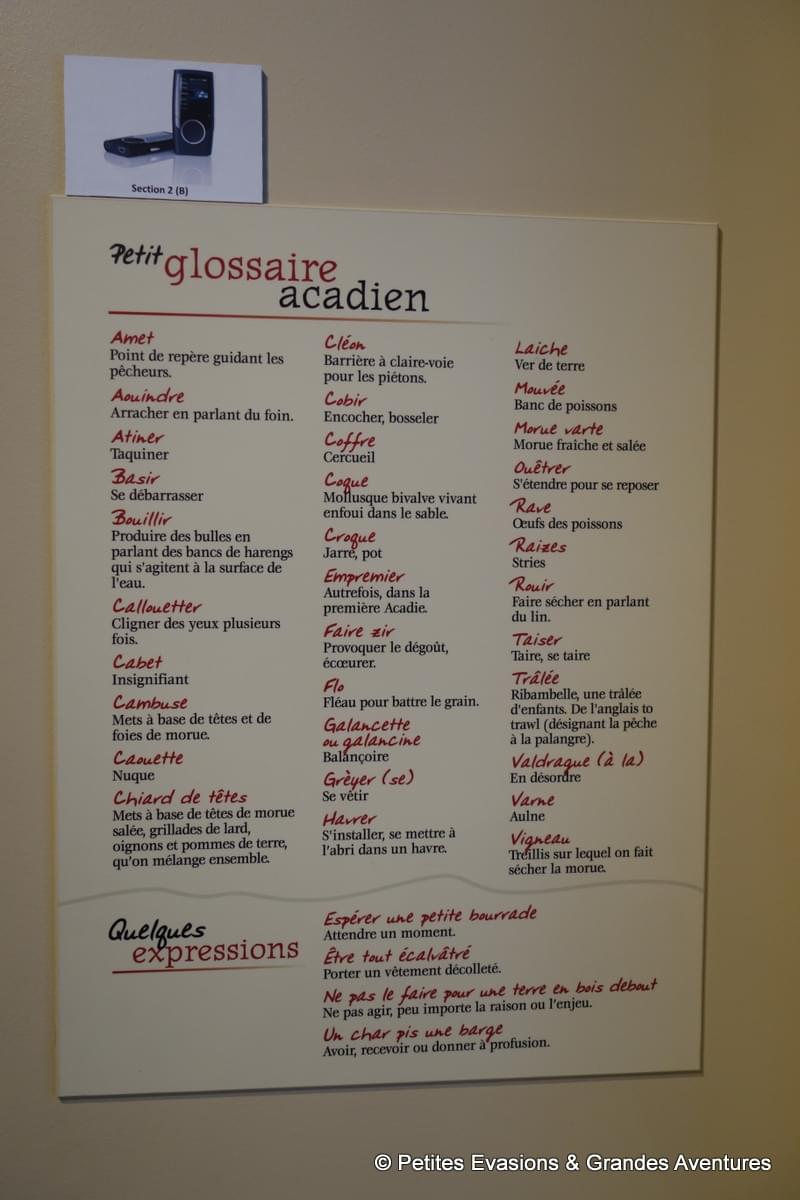 Section 2 (B)
Petit glossaire
acadien
Amet
Point de repère guidant les
pêcheurs.
Aouindre
Arracher en parlant du foin.
Atiner
Taquiner
Basir
Se débarrasser
Bouillir
Produire des bulles en
parlant des bancs de harengs
qui s'agitent à la surface de
l'eau.
Callouetter
Cligner des yeux plusieurs
fois.
Cabet
Insignifiant
Cambuse
Mets à base de têtes et de
foies de morue.
Caouette
Nuque
Chiard de têtes
Mets à base de têtes de morue
salée, grillades de lard,
oignons et pommes de terre,
qu'on mélange ensemble.
Cléon
Barrière à claire-voie
pour les piétons.
Cobir
Encocher, bosseler
Coffre
Cercueil
Coque
Mollusque bivalve vivant
enfoui dans le sable.
Croque
Jarre, pot
Empremier
Autrefois, dans la
première Acadie.
Faire zir
Provoquer le dégoût,
écœurer.
Flo
Fléau pour battre le grain.
Galancette
ou galancine
Balançoire
Grèyer (se)
Se vêtir
Havrer
S'installer, se mettre à
l'abri dans un havre.
Laiche
Ver de terre
Mouvée
Banc de poissons
Morue varte
Morue fraîche et salée
Ouêtrer
S'étendre pour se reposer
Rave
Œufs des poissons
Raizes
Stries
Rouir
Faire sécher en parlant
du lin.
Taiser
Taire, se taire
Trâlée
Ribambelle, une trâlée
d'enfants. De l'anglais to
trawl (désignant la pêche
à la palangre).
Valdraque (à la)
En désordre
Varne
Aulne
Vigneau
Treillis sur lequel on fait
sécher la morue.
Quelques
expressions
Espérer une petite bourrade
Attendre un moment.
Être tout écalvâtré
Porter un vêtement décolleté.
Ne pas le faire pour une terre en bois debout
Ne pas agir, peu importe la raison ou l'enjeu.
Un char pis une barge
Avoir, recevoir ou donner à profusion.
© Petites Evasions & Grandes Aventures